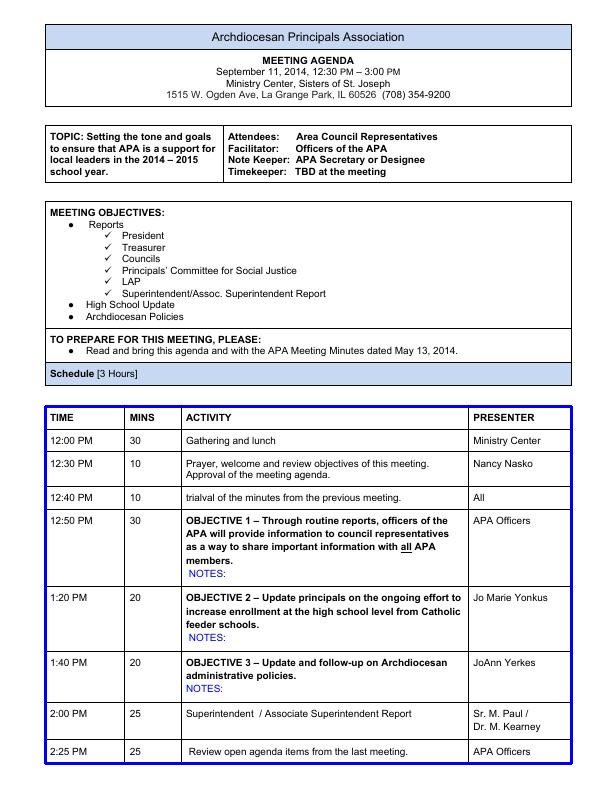 Archdiocesan Principals Association
MEETING AGENDA
September 11, 2014, 12:30 PM – 3:00 PM
Ministry Center, Sisters of St. Joseph
1515 W. Ogden Ave, La Grange Park, IL 60526 (708) 354-9200
TOPIC: Setting the tone and goals
to ensure that APA is a support for
local leaders in the 2014 – 2015
school year.
Attendees: Area Council Representatives
Facilitator: Officers of the APA
Note Keeper: APA Secretary or Designee
Timekeeper: TBD at the meeting
MEETING OBJECTIVES:
● Reports
✓ President
✓ Treasurer
✓ Councils
✓ Principals' Committee for Social Justice
✓ LAP
✓ Superintendent/Assoc. Superintendent Report
● High School Update
● Archdiocesan Policies
TO PREPARE FOR THIS MEETING, PLEASE:
● Read and bring this agenda and with the APA Meeting Minutes dated May 13, 2014.
Schedule [3 Hours]
TIME MINS ACTIVITY PRESENTER
12:00 PM 30 Gathering and lunch Ministry Center
12:30 PM 10 Prayer, welcome and review objectives of this meeting. Nancy Nasko
Approval of the meeting agenda.
12:40 PM 10 trialval of the minutes from the previous meeting. All
12:50 PM 30 OBJECTIVE 1 – Through routine reports, officers of the APA Officers
APA will provide information to council representatives
as a way to share important information with all APA
members.
NOTES:
1:20 PM 20 OBJECTIVE 2 – Update principals on the ongoing effort to Jo Marie Yonkus
increase enrollment at the high school level from Catholic
feeder schools.
NOTES:
1:40 PM 20 OBJECTIVE 3 – Update and follow-up on Archdiocesan JoAnn Yerkes
administrative policies.
NOTES:
2:00 PM 25 Superintendent / Associate Superintendent Report Sr. M. Paul /
Dr. M. Kearney
2:25 PM 25 Review open agenda items from the last meeting. APA Officers